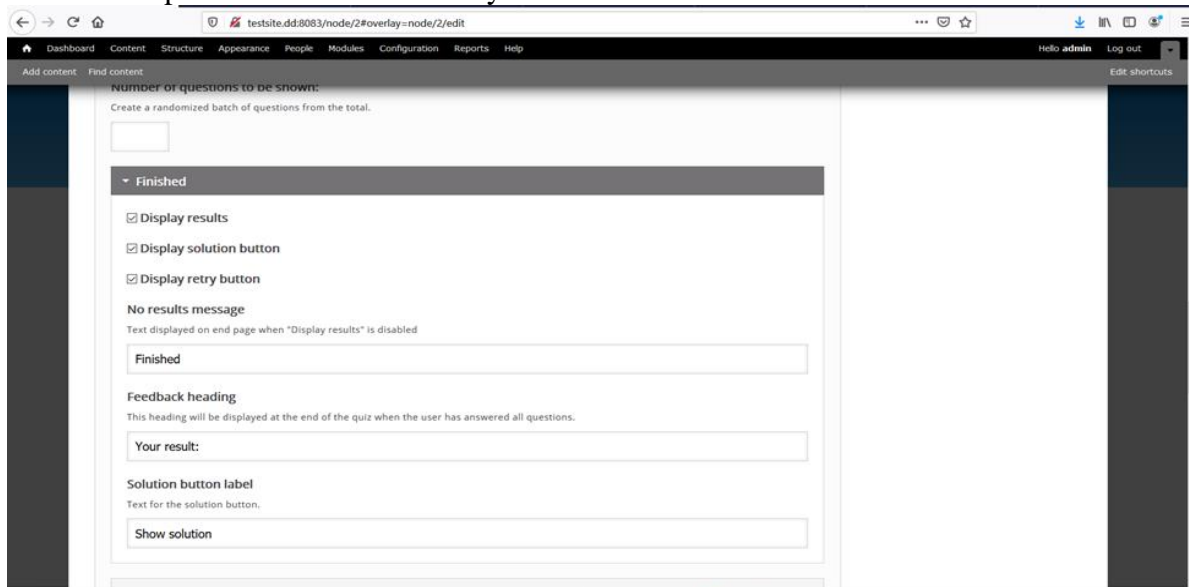 testsite.dd:8083/node/2#overlay=node/2/edit
Dashboard Content Structure Appearance People Modules Configuration Reports Help Hello admin Log out
Add content Find content Edit shortcuts
Number of questions to be shown:
Create a randomized batch of questions from the total.
Finished
Display results
Display solution button
Display retry button
No results message
Text displayed on end page when "Display results" is disabled
Finished
Feedback heading
This heading will be displayed at the end of the quiz when the user has answered all questions.
Your result:
Solution button label
Text for the solution button.
Show solution